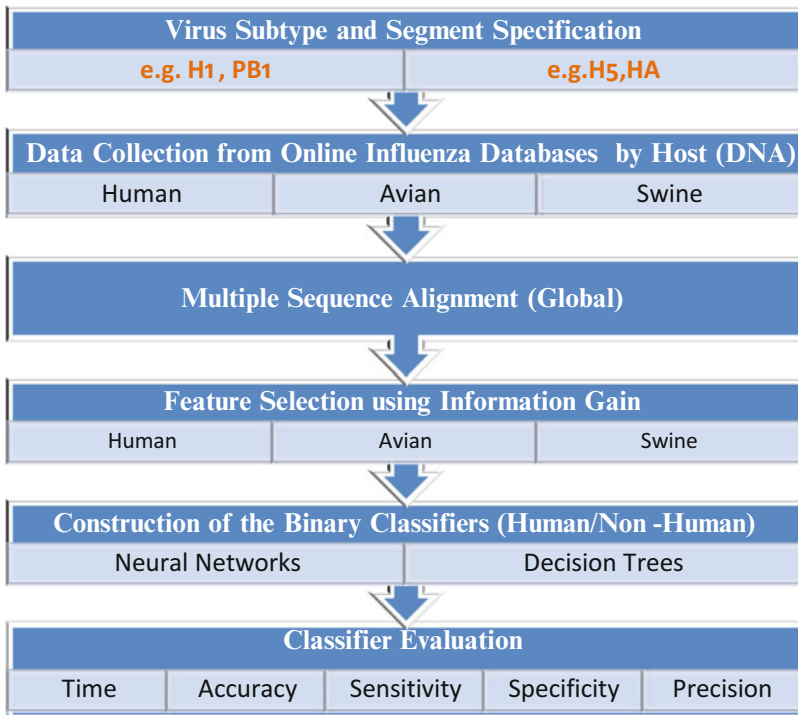 Virus Subtype and Segment Specification
e.g. H1 , PB1
e.g.H5,HA
Data Collection from Online Influenza Databases by Host (DNA)
Human
Avian
Swine
Multiple Sequence Alignment (Global)
Feature Selection using Information Gain
Human
Avian
Swine
Construction of the Binary Classifiers (Human/Non -Human)
Neural Networks
Decision Trees
Classifier Evaluation
Time
Accuracy
Sensitivity
Specificity
Precision